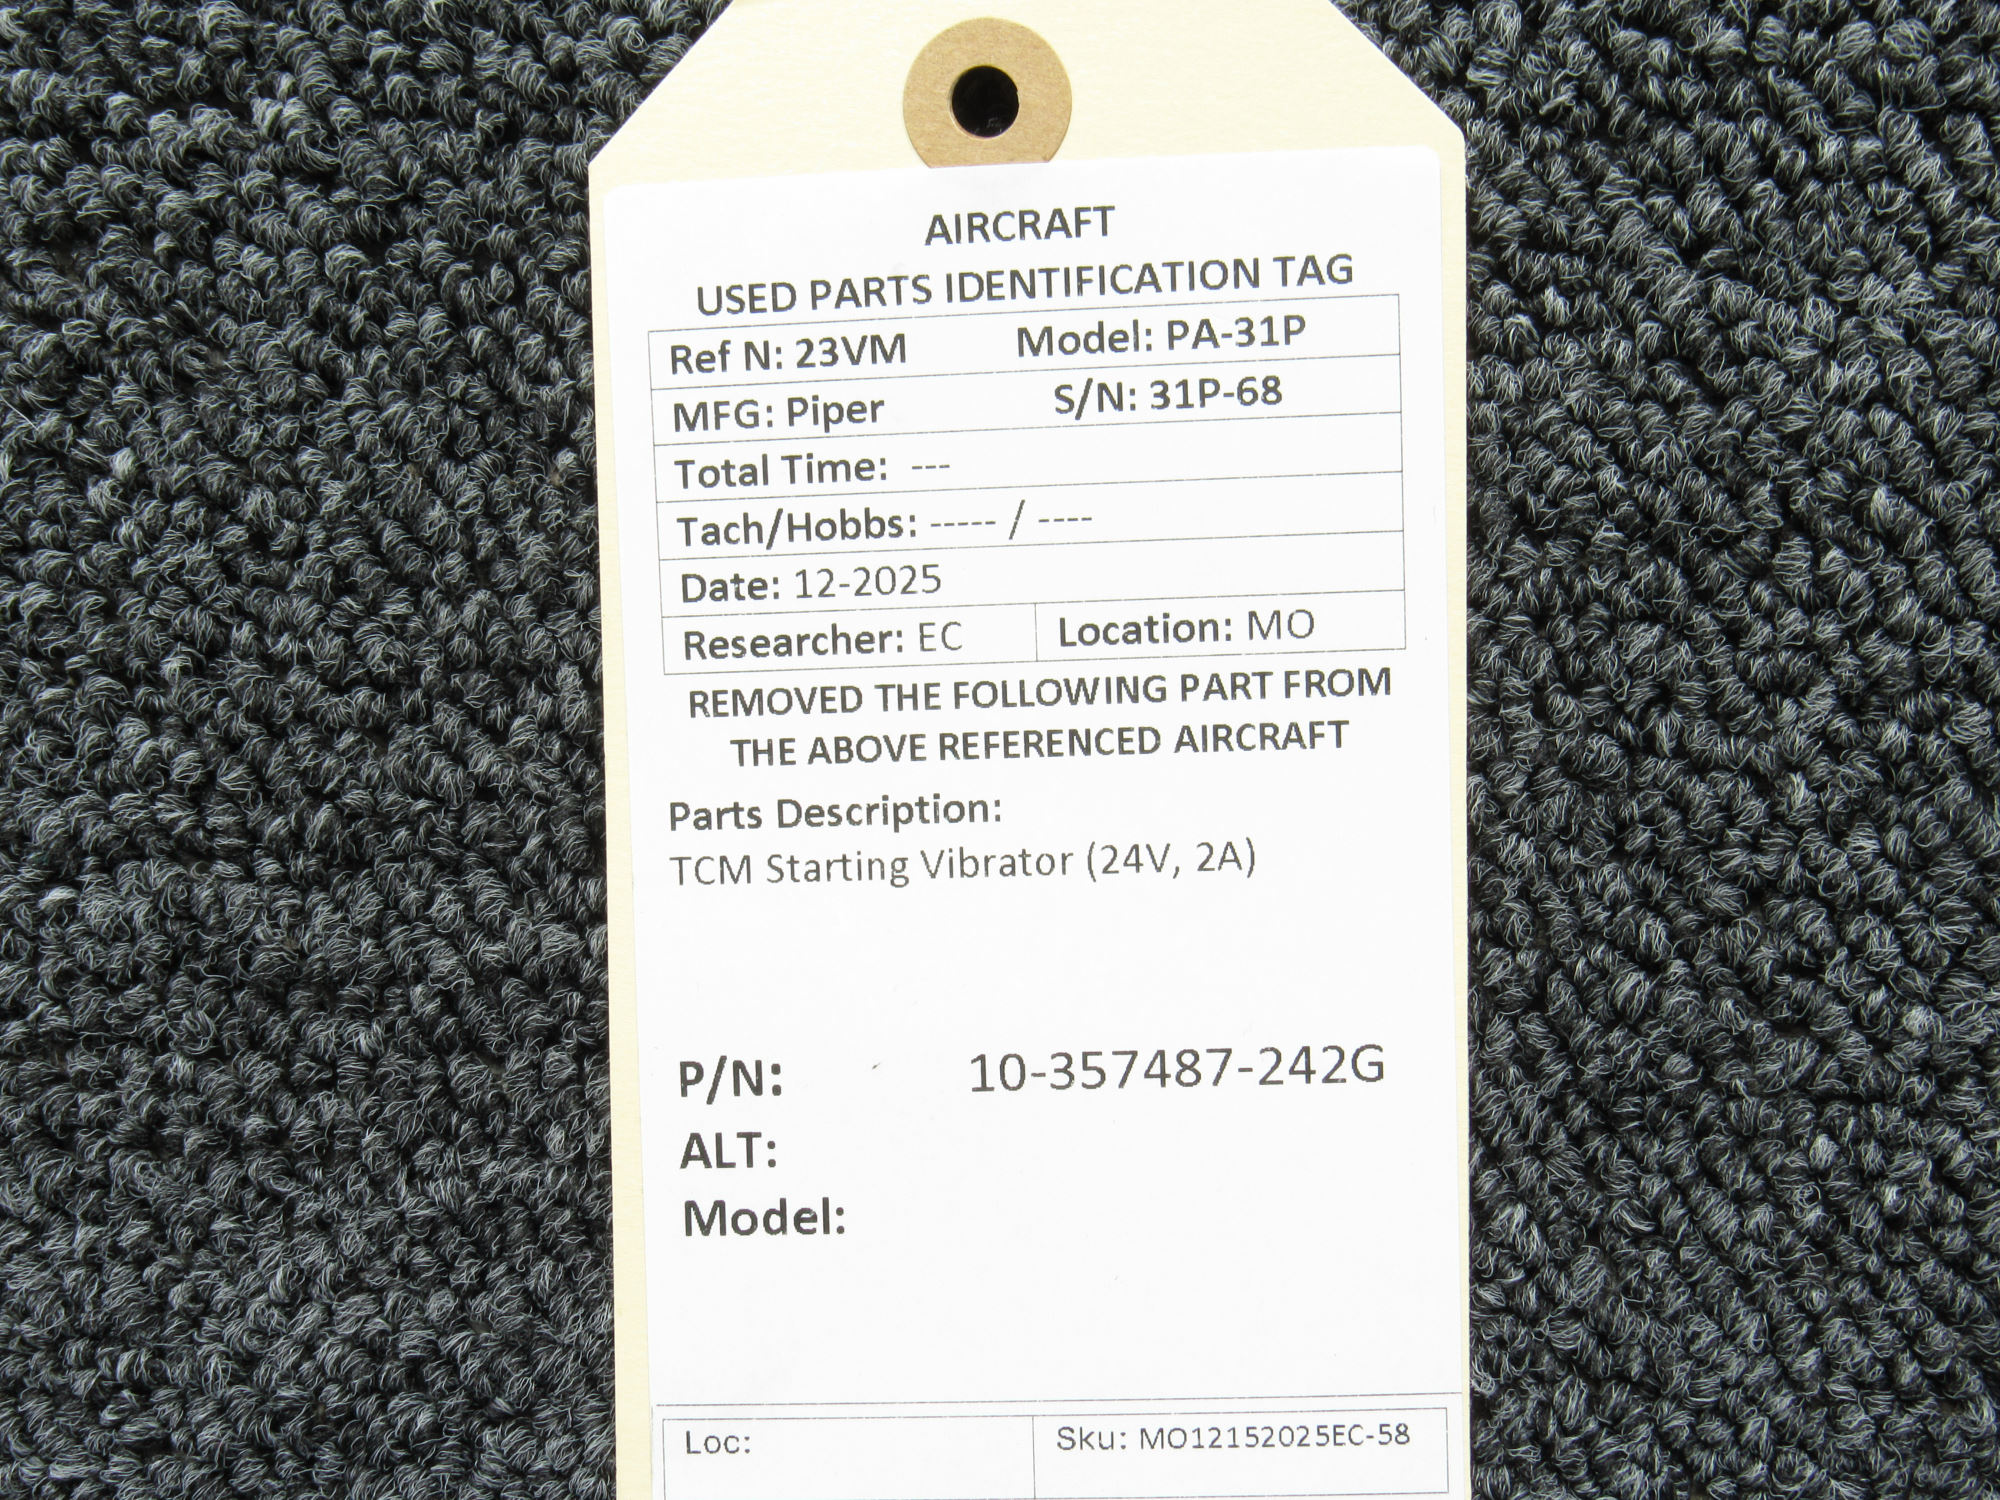 AIRCRAFT
USED PARTS IDENTIFICATION TAG
Ref N: 23VM Model: PA-31P
MFG: Piper S/N: 31P-68
Total Time: ---
Tach/Hobbs: ----- / ----
Date: 12-2025
Researcher: EC Location: MO
REMOVED THE FOLLOWING PART FROM
THE ABOVE REFERENCED AIRCRAFT
Parts Description:
TCM Starting Vibrator (24V, 2A)
P/N: 10-357487-242G
ALT:
Model:
Loc: Sku: MO12152025EC-58